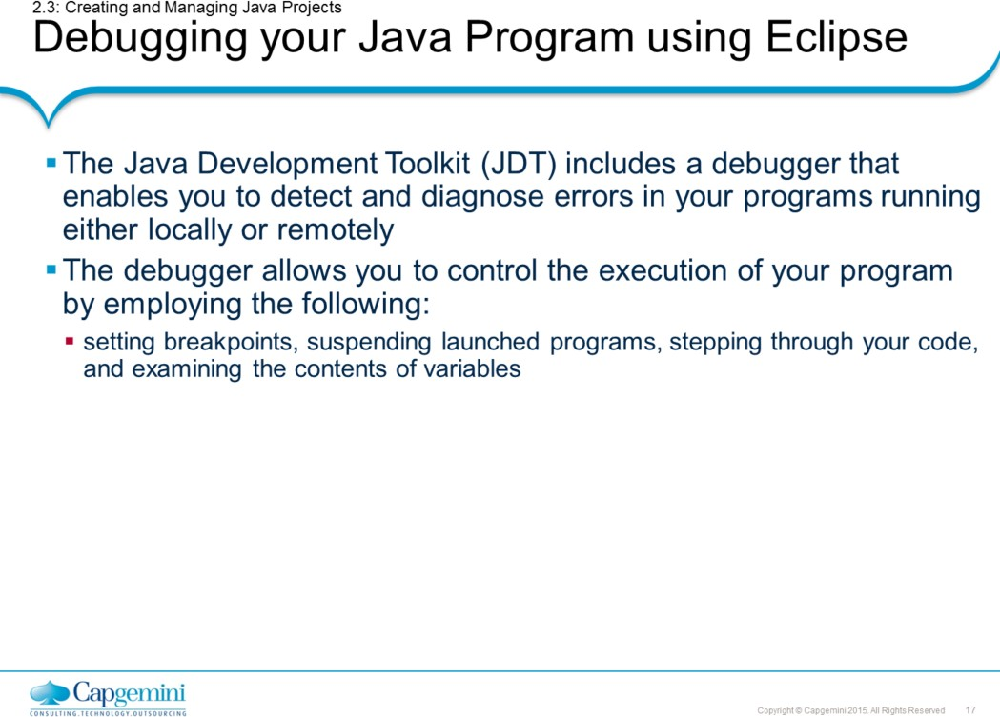 2.3: Creating and Managing Java Projects
Debugging your Java Program using Eclipse
▪ The Java Development Toolkit (JDT) includes a debugger that
enables you to detect and diagnose errors in your programs running
either locally or remotely
▪ The debugger allows you to control the execution of your program
by employing the following:
▪ setting breakpoints, suspending launched programs, stepping through your code,
and examining the contents of variables
Capgemini
CONSULTING.TECHNOLOGY.OUTSOURCING
Copyright © Capgemini 2015. All Rights Reserved 17